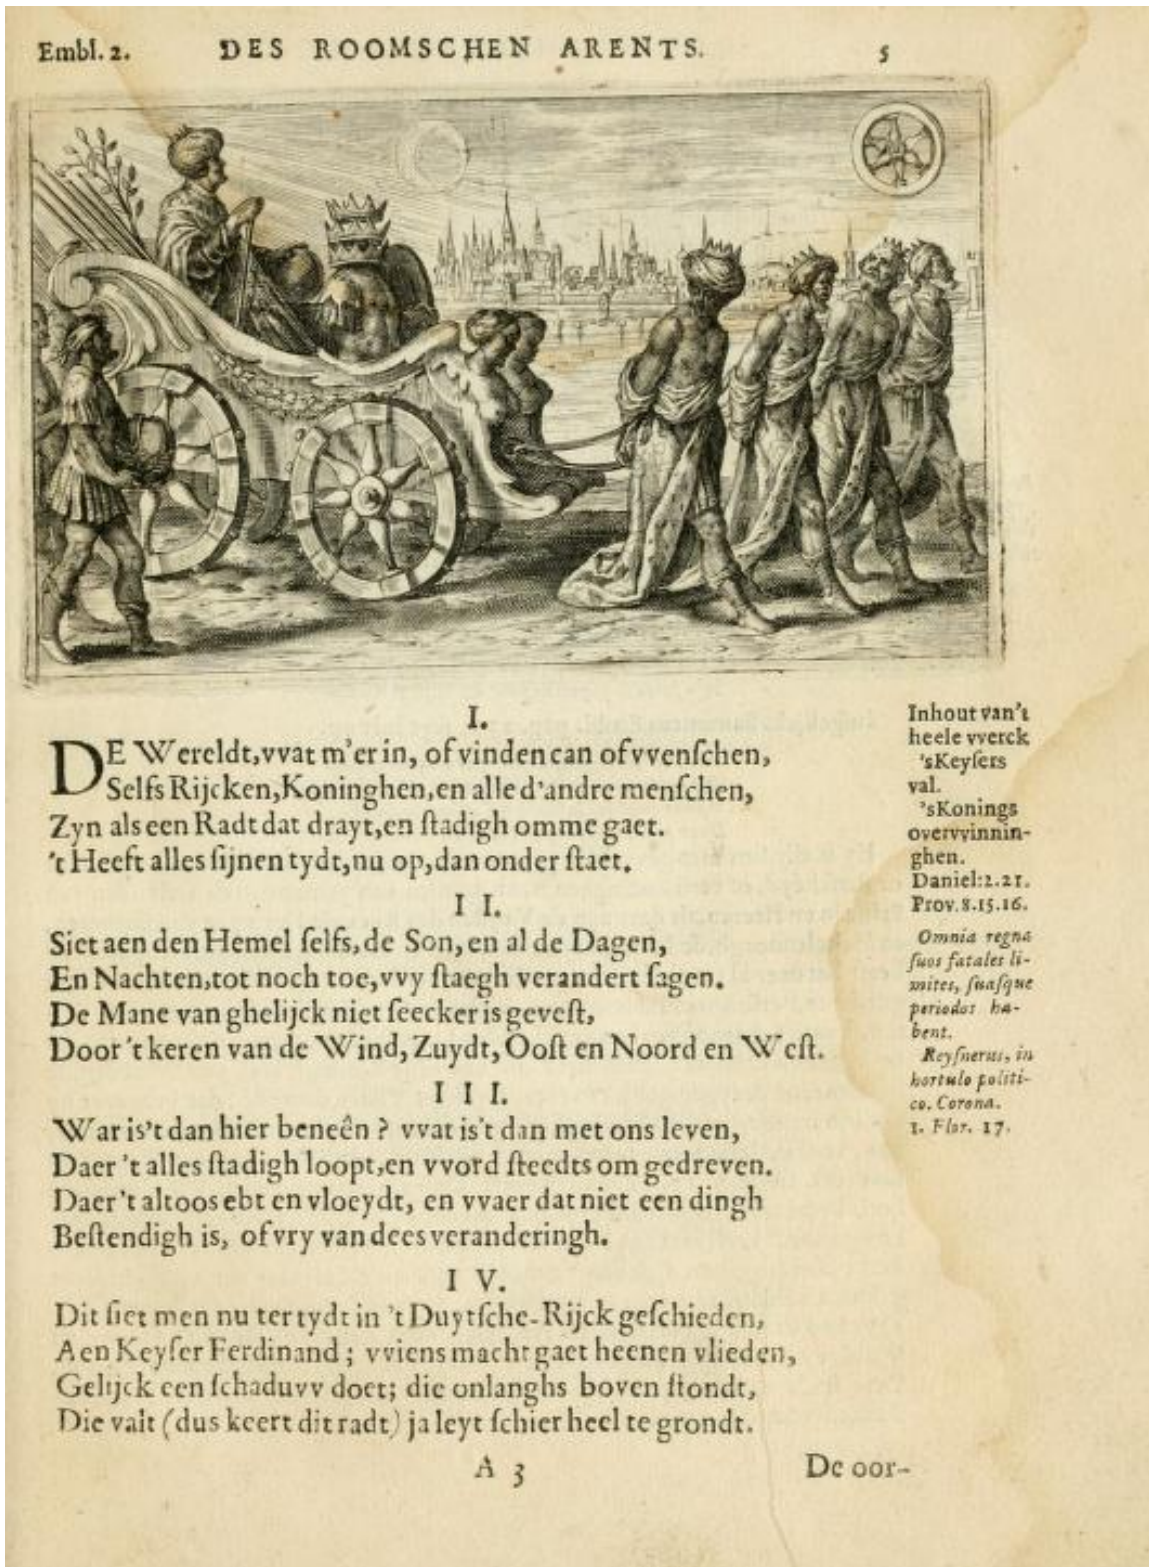 Embl. 2. DES ROOMSCHEN ARENTS. 5
I.
DE Wereldt, vvat m'er in, of vinden can of vvenſchen,
Selfs Rijcken, Koninghen, en alle d'andre menſchen,
Zyn als een Radt dat drayt, en ſtadigh omme gaet.
't Heeft alles ſijnen tydt, nu op, dan onder ſtaet.
II.
Siet aen den Hemel ſelfs, de Son, en al de Dagen,
En Nachten, tot noch toe, vvy ſtaegh verandert ſagen.
De Mane van ghelijck niet ſeecker is geveſt,
Door 't keren van de Wind, Zuydt, Ooſt en Noord en Weſt.
III.
War is't dan hier beneên? vvat is't dan met ons leven,
Daer 't alles ſtadigh loopt, en vvord ſteedts om gedreven.
Daer 't altoos ebt en vloeydt, en vvaer dat niet een dingh
Beſtendigh is, of vry van dees veranderingh.
IV.
Dit ſiet men nu ter tydt in 't Duytſche-Rijck geſchieden,
Aen Keyſer Ferdinand; vviens macht gaet heenen vlieden,
Gelijck een ſchaduvv doet; die onlanghs boven ſtondt,
Die valt (dus keert dit radt) ja leyt ſchier heel te grondt.
A 3 De oor-
Inhout van't
heele vverck
'sKeyſers
val.
'sKonings
overvvinnin-
ghen.
Daniel: 2. 21.
Prov. 8. 15. 16.
Omnia regna
ſuos fatales li-
mites, ſuaſque
periodos ha-
bent.
Reyſnerus, in
hortulo politi-
co. Corona.
1. Flor. 17.